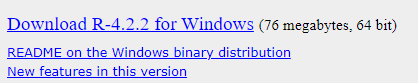 Download R-4.2.2 for Windows (76 megabytes, 64 bit)
README on the Windows binary distribution
New features in this version